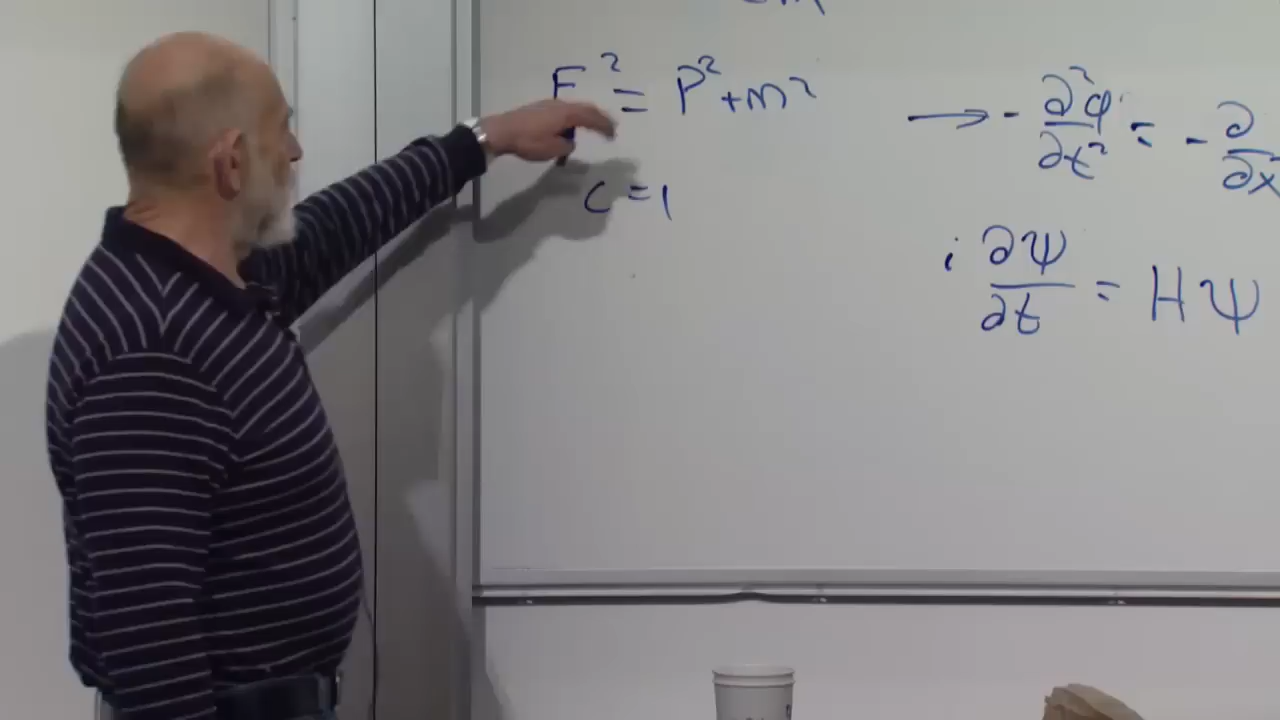 E² = P² + m²
c = 1
→ - ∂²φ/∂t² = - ∂/∂x
i ∂ψ/∂t = Hψ